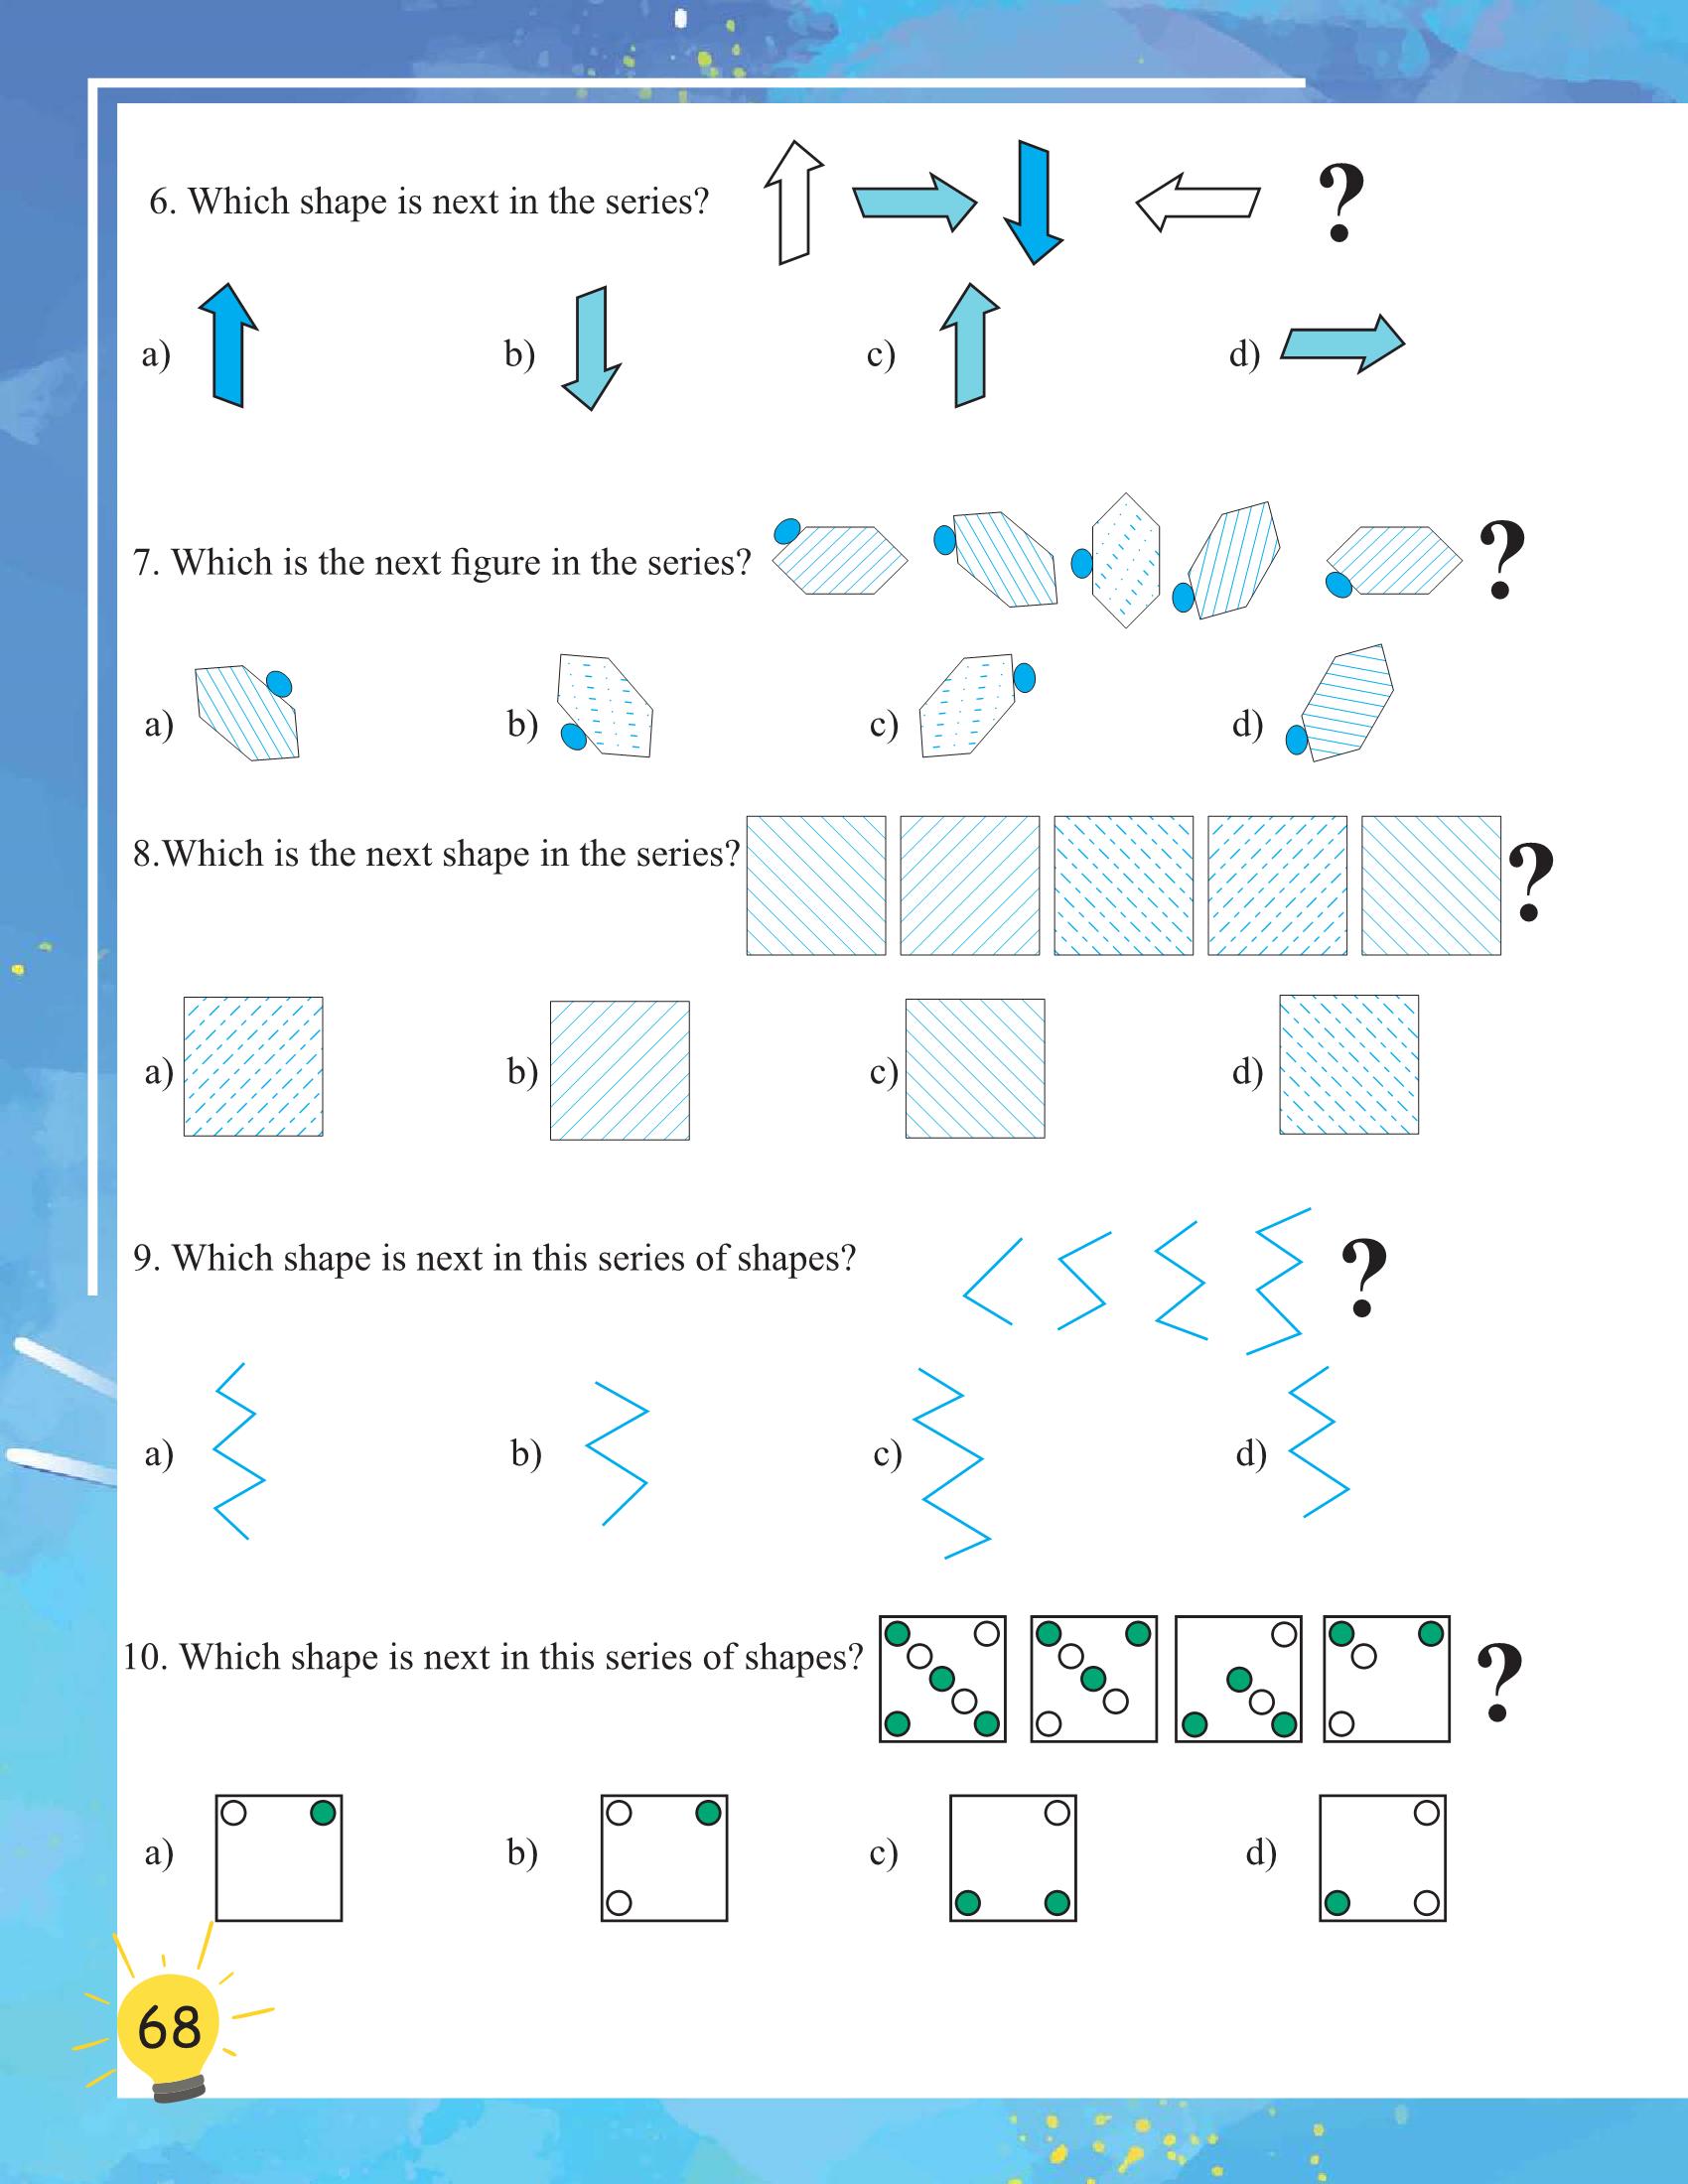 6. Which shape is next in the series? ?
a) b) c) d)
7. Which is the next figure in the series? ?
a) b) c) d)
8.Which is the next shape in the series? ?
a) b) c) d)
9. Which shape is next in this series of shapes? ?
a) b) c) d)
10. Which shape is next in this series of shapes? ?
a) b) c) d)
68